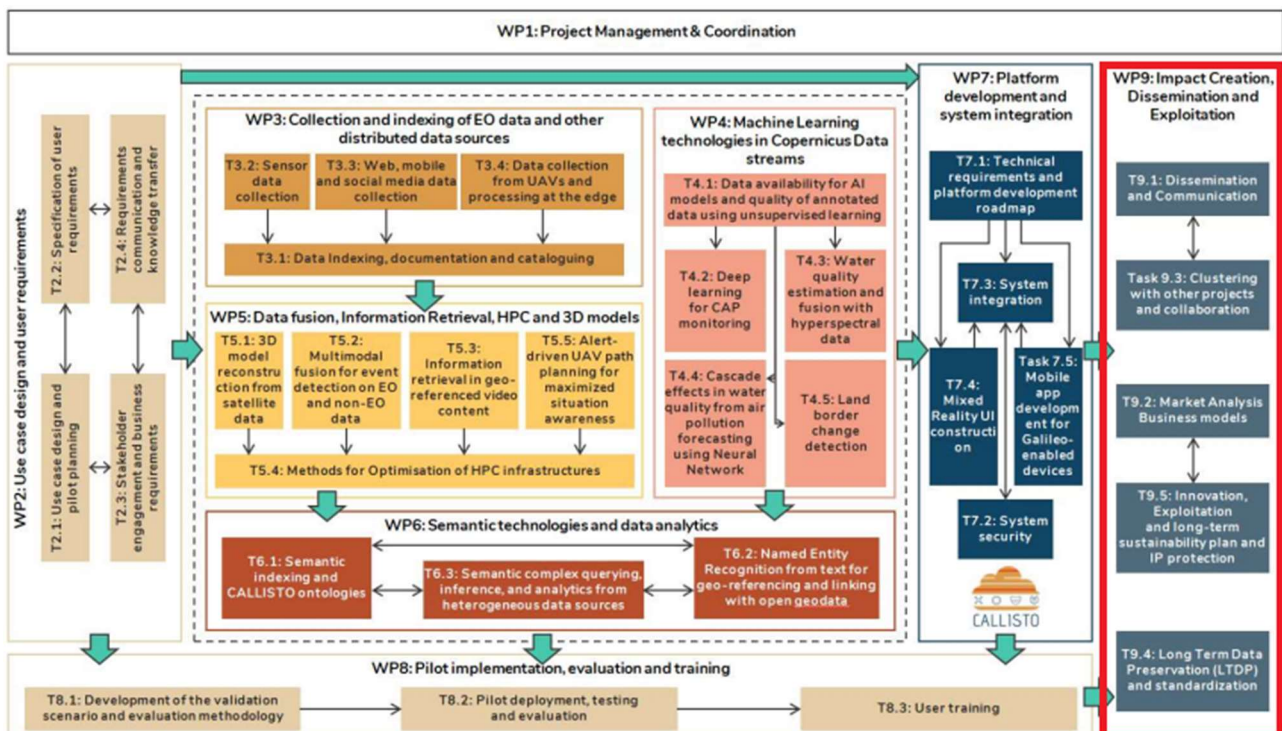 WP1: Project Management & Coordination
WP2: Use case design and user requirements
T2.2: Specification of user
requirements
T2.4: Requirements
communication and
knowledge transfer
T2.1: Use case design and
pilot planning
T2.3: Stakeholder
engagement and business
requirements
WP3: Collection and indexing of EO data and other
distributed data sources
T3.2: Sensor
data
collection
T3.3: Web, mobile
and social media data
collection
T3.4: Data collection
from UAVs and
processing at the edge
T3.1: Data Indexing, documentation and cataloguing
WP5: Data fusion, Information Retrieval, HPC and 3D models
T5.1: 3D
model
reconstruction
from satellite
data
T5.2:
Multimodal
fusion for event
detection on EO
and non-EO
data
T5.3:
Information
retrieval in geo-
referenced video
content
T5.5: Alert-
driven UAV path
planning for
maximized
situation
awareness
T5.4: Methods for Optimisation of HPC infrastructures
WP4: Machine Learning
technologies in Copernicus Data
streams
T4.1: Data availability for AI
models and quality of annotated
data using unsupervised learning
T4.2: Deep
learning
for CAP
monitoring
T4.3: Water
quality
estimation and
fusion with
hyperspectral
data
T4.4: Cascade
effects in water
quality from air
pollution
forecasting
using Neural
Network
T4.5: Land
border
change
detection
WP6: Semantic technologies and data analytics
T6.1: Semantic
indexing and
CALLISTO ontologies
T6.3: Semantic complex querying,
inference, and analytics from
heterogeneous data sources
T6.2: Named Entity
Recognition from text for
geo-referencing and linking
with open geodata
WP7: Platform
development and
system integration
T7.1: Technical
requirements and
platform development
roadmap
T7.3: System
integration
T7.4: Mixed
Reality UI
constructi
on
Task 7.5:
Mobile
app
develop
ment for
Galileo-
enabled
devices
T7.2: System
security
CALLISTO
WP8: Pilot implementation, evaluation and training
T8.1: Development of the validation
scenario and evaluation methodology
T8.2: Pilot deployment, testing
and evaluation
T8.3: User training
WP9: Impact Creation,
Dissemination and
Exploitation
T9.1: Dissemination
and Communication
Task 9.3: Clustering
with other projects
and collaboration
T9.2: Market Analysis
Business models
T9.5: Innovation,
Exploitation
and long-term
sustainability plan and
IP protection
T9.4: Long Term Data
Preservation (LTDP)
and standardization